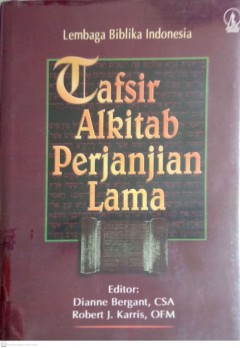 Lembaga Biblika Indonesia
Tafsir
Alkitab
Perjanjian
Lama
Editor:
Dianne Bergant, CSA
Robert J. Karris, OFM